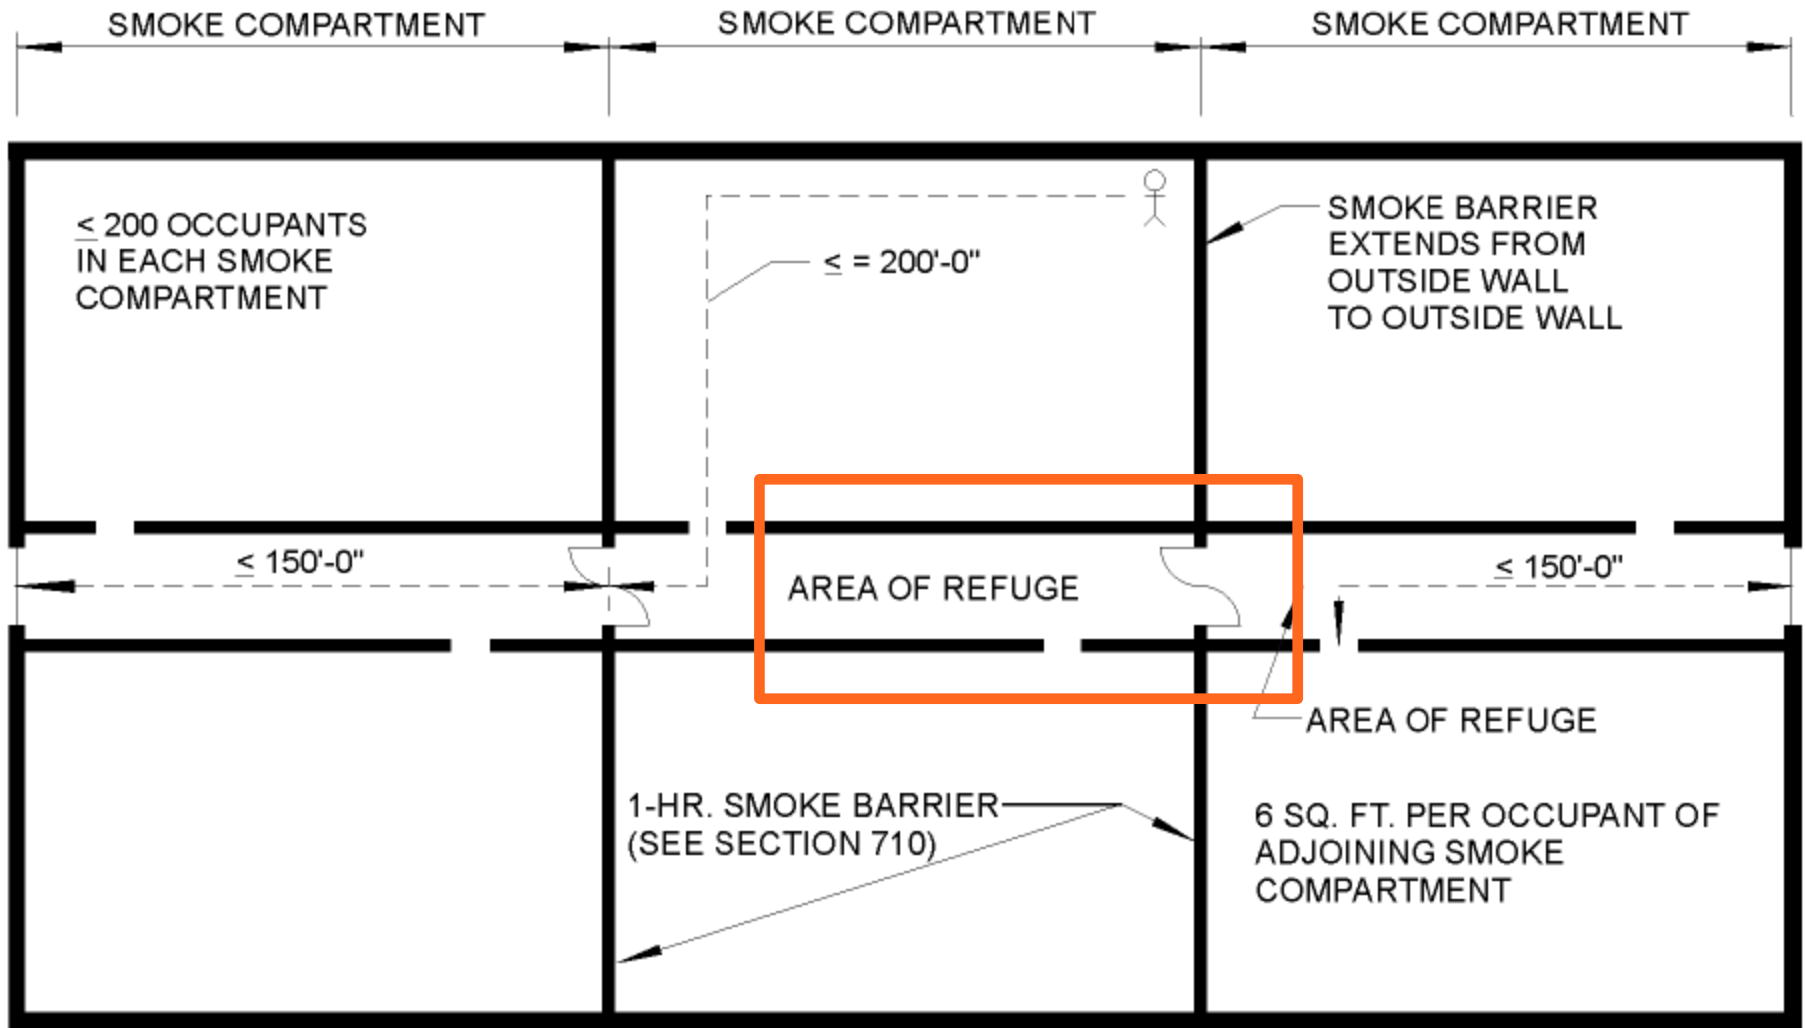 SMOKE COMPARTMENT
SMOKE COMPARTMENT
SMOKE COMPARTMENT
≤ 200 OCCUPANTS
IN EACH SMOKE
COMPARTMENT
≤ = 200'-0"
SMOKE BARRIER
EXTENDS FROM
OUTSIDE WALL
TO OUTSIDE WALL
≤ 150'-0"
AREA OF REFUGE
≤ 150'-0"
AREA OF REFUGE
1-HR. SMOKE BARRIER
(SEE SECTION 710)
6 SQ. FT. PER OCCUPANT OF
ADJOINING SMOKE
COMPARTMENT